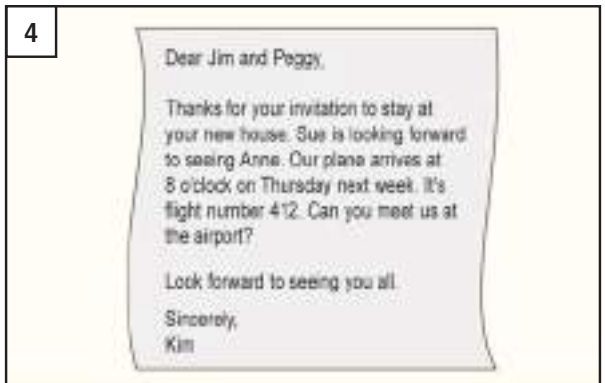 4
Dear Jim and Peggy,
Thanks for your invitation to stay at
your new house. Sue is looking forward
to seeing Anne. Our plane arrives at
8 o'clock on Thursday next week. It's
flight number 412. Can you meet us at
the airport?
Look forward to seeing you all.
Sincerely,
Kim